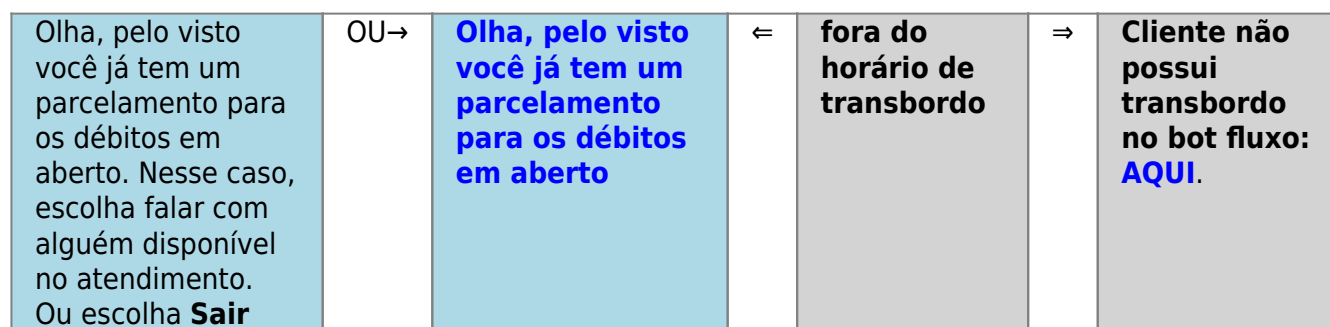 Olha, pelo visto
você já tem um
parcelamento para
os débitos em
aberto. Nesse caso,
escolha falar com
alguém disponível
no atendimento.
Ou escolha Sair
OU→
Olha, pelo visto
você já tem um
parcelamento
para os débitos
em aberto
⇐
fora do
horário de
transbordo
⇒
Cliente não
possui
transbordo
no bot fluxo:
AQUI.